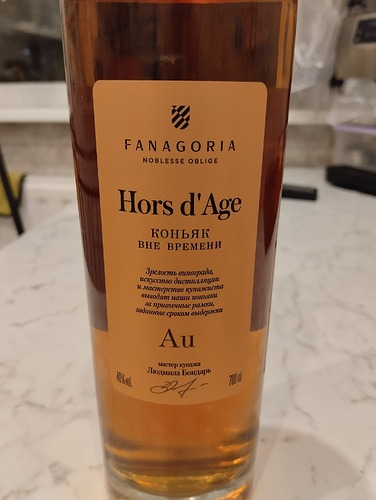 FANAGORIA
NOBLESSE OBLIGE
Hors d'Age
КОНЬЯК
ВНЕ ВРЕМЕНИ
Зрелость винограда,
искусство дистилляции
и мастерство купажиста
выводят наши коньяки
за привычные рамки,
заданные сроком выдержки
Au
мастер купажа
Людмила Бондарь
40% vol.
700 ml